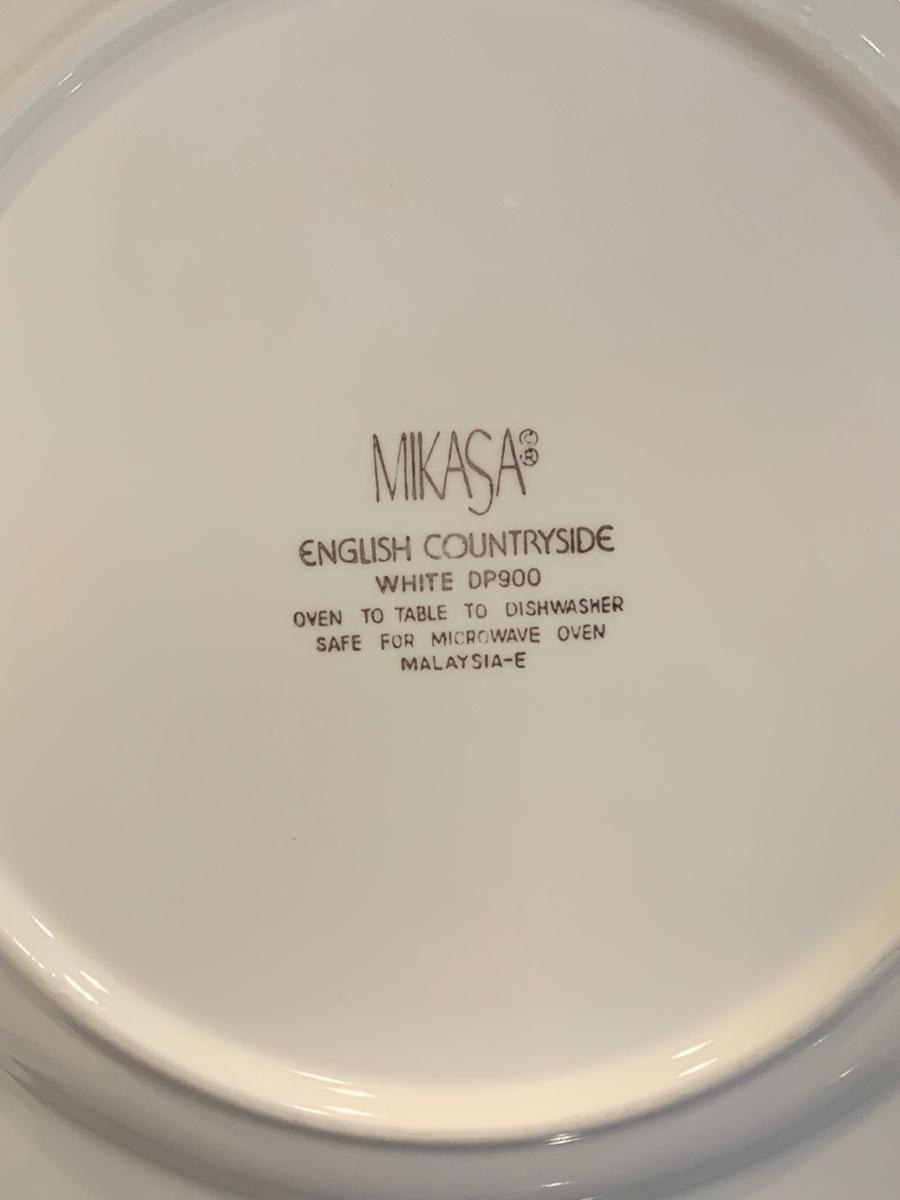 MIKASA©®
ENGLISH COUNTRYSIDE
WHITE DP900
OVEN TO TABLE TO DISHWASHER
SAFE FOR MICROWAVE OVEN
MALAYSIA-E